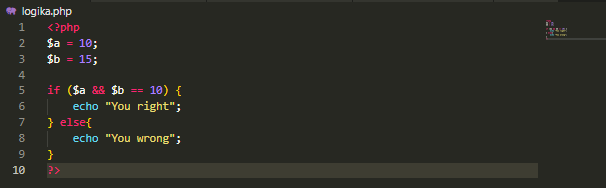 logika.php
1 <?php
2 $a = 10;
3 $b = 15;
4
5 if ($a && $b == 10) {
6     echo "You right";
7 } else{
8     echo "You wrong";
9 }
10 ?>